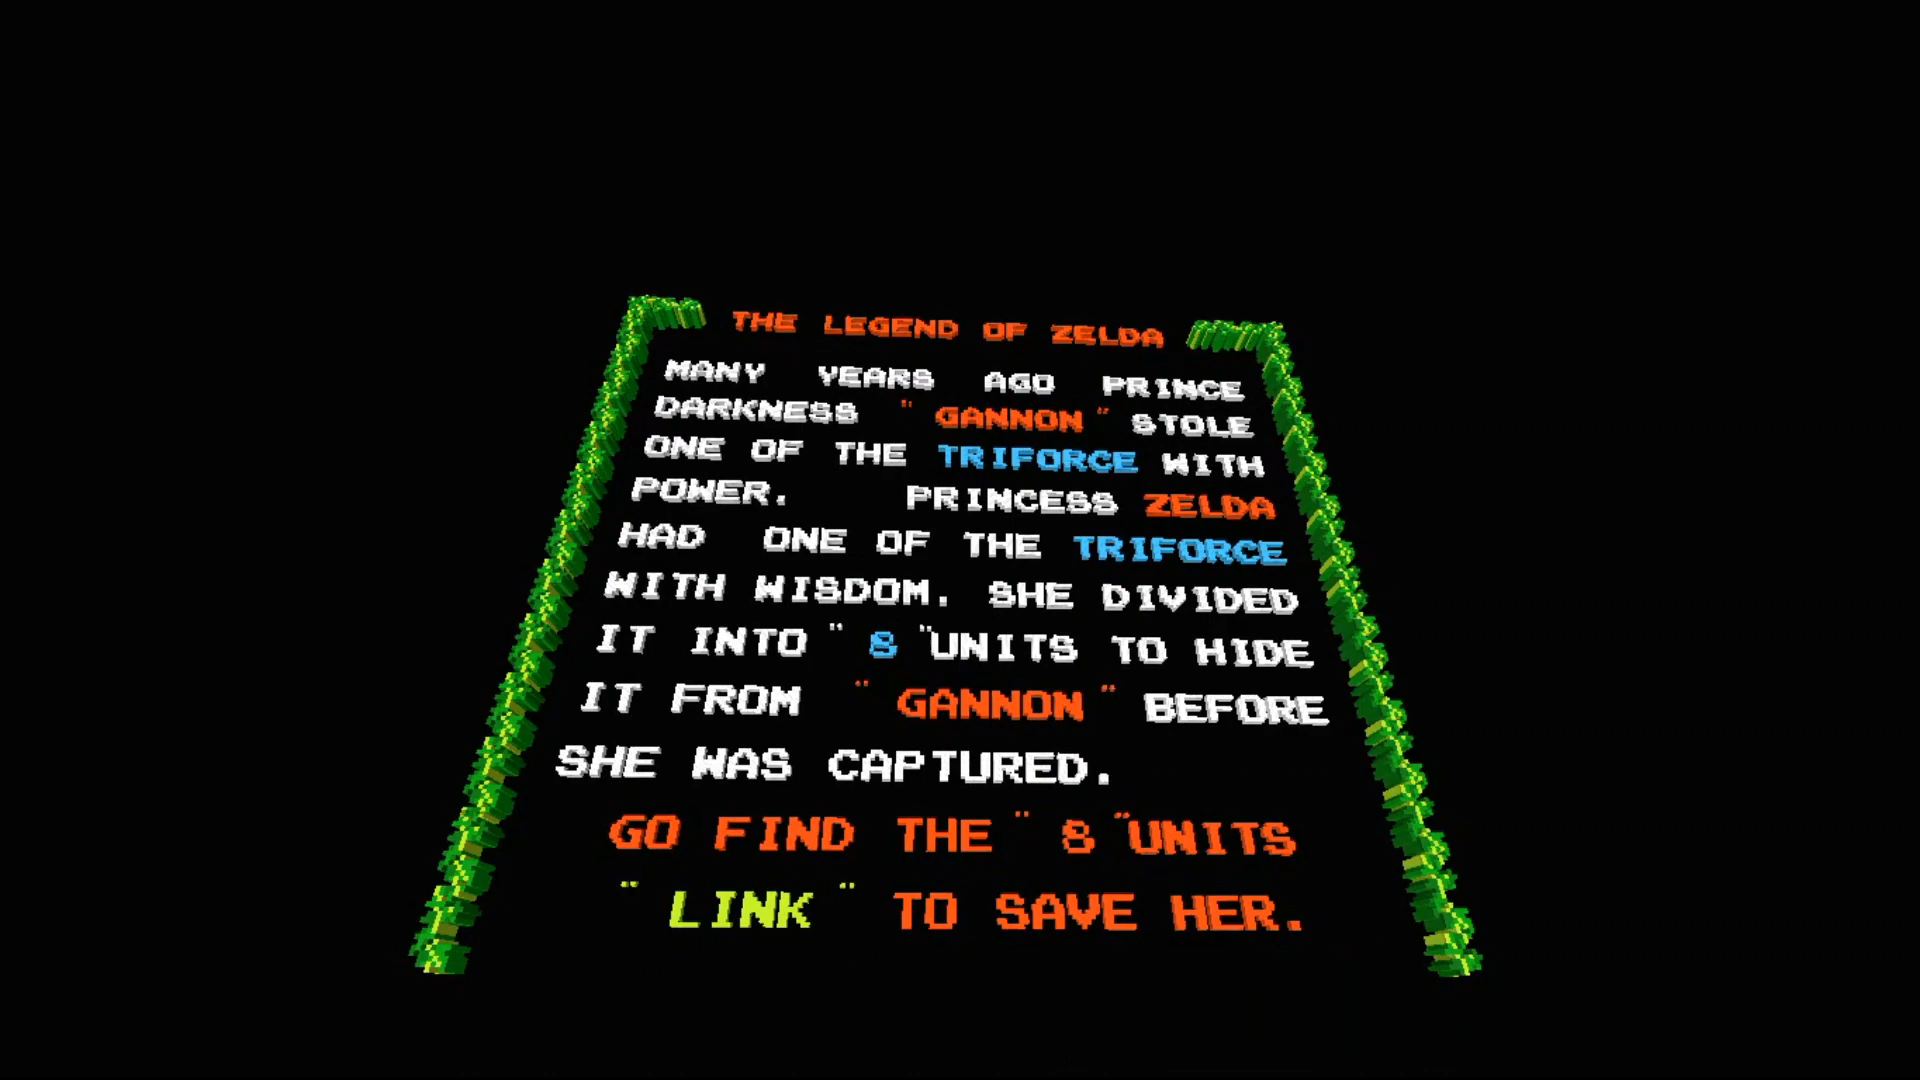 THE LEGEND OF ZELDA
MANY YEARS AGO PRINCE
DARKNESS "GANNON" STOLE
ONE OF THE TRIFORCE WITH
POWER. PRINCESS ZELDA
HAD ONE OF THE TRIFORCE
WITH WISDOM. SHE DIVIDED
IT INTO "8"UNITS TO HIDE
IT FROM "GANNON" BEFORE
SHE WAS CAPTURED.
GO FIND THE "8"UNITS
"LINK" TO SAVE HER.